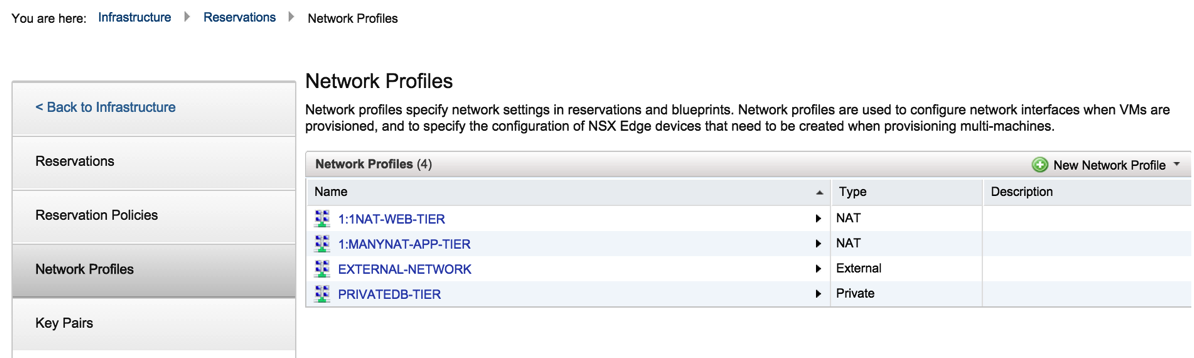 You are here: Infrastructure Reservations Network Profiles
< Back to Infrastructure
Reservations
Reservation Policies
Network Profiles
Key Pairs
Network Profiles
Network profiles specify network settings in reservations and blueprints. Network profiles are used to configure network interfaces when VMs are
provisioned, and to specify the configuration of NSX Edge devices that need to be created when provisioning multi-machines.
Network Profiles (4) New Network Profile
Name Type Description
1:1NAT-WEB-TIER NAT
1:MANYNAT-APP-TIER NAT
EXTERNAL-NETWORK External
PRIVATEDB-TIER Private